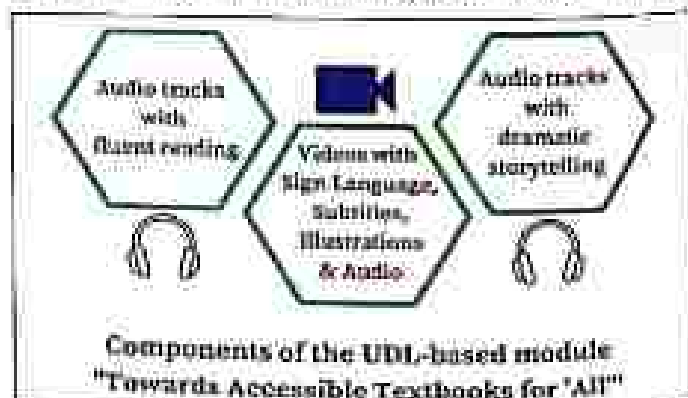 Audio tracks
with
fluent reading
Videos with
Sign Language,
Subtitles,
Illustrations
& Audio
Audio tracks
with
dramatic
storytelling
Components of the UDL-based module
"Towards Accessible Textbooks for 'All'"